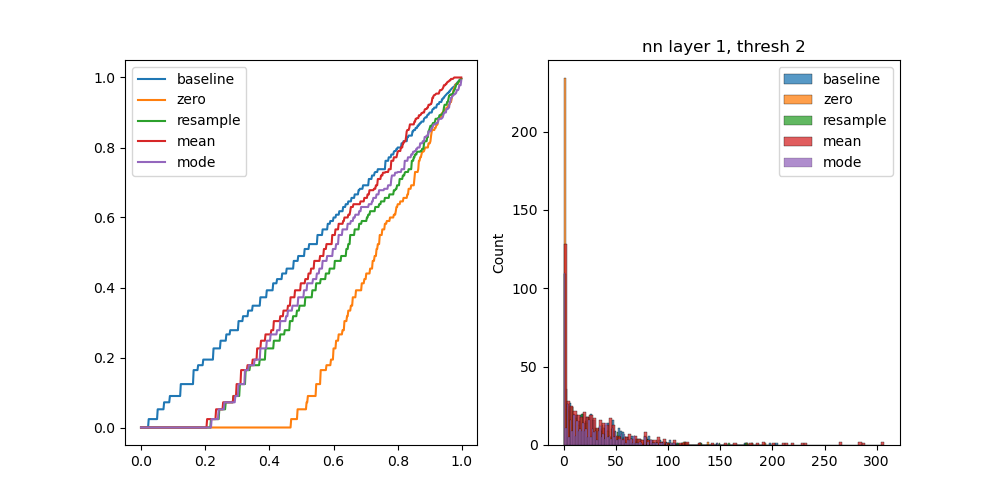 baseline
zero
resample
mean
mode
1.0
0.8
0.6
0.4
0.2
0.0
0.0 0.2 0.4 0.6 0.8 1.0
nn layer 1, thresh 2
baseline
zero
resample
mean
mode
Count
200
150
100
50
0
0 50 100 150 200 250 300